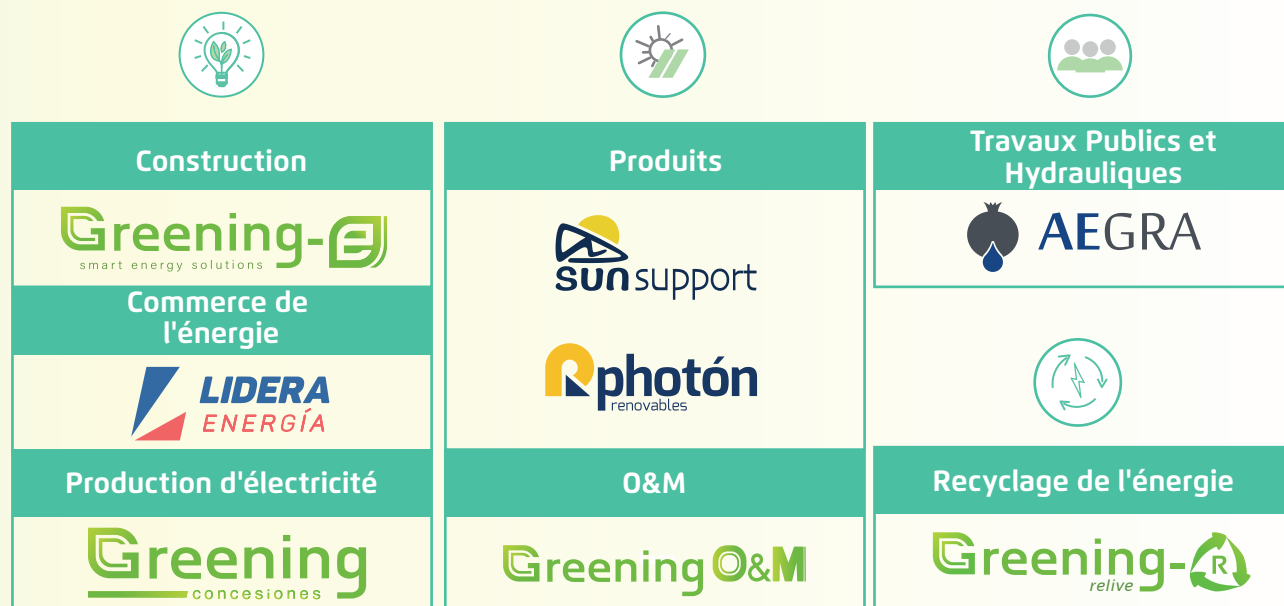 Construction
Greening-e
smart energy solutions
Commerce de
l'énergie
LIDERA
ENERGÍA
Production d'électricité
Greening
concesiones
Produits
sun support
photón
renovables
O&M
Greening O&M
Travaux Publics et
Hydrauliques
AEGRA
Recyclage de l'énergie
Greening-R
relive